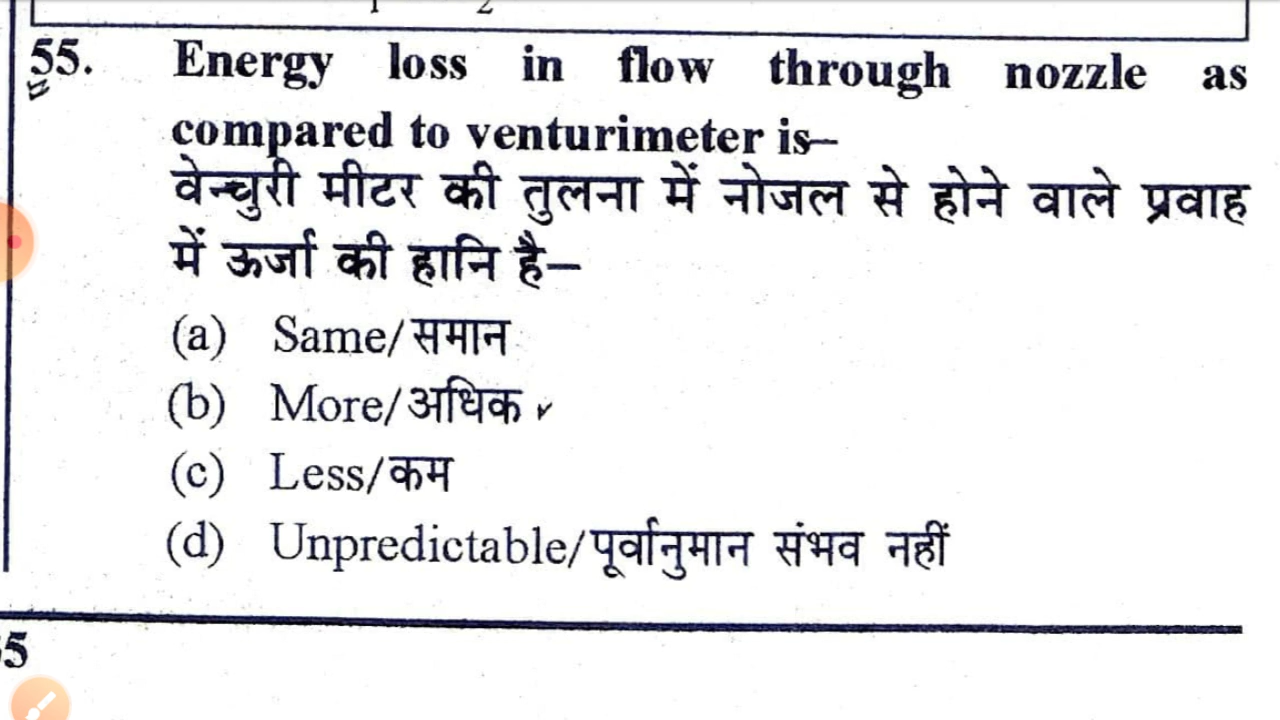 55. Energy loss in flow through nozzle as
compared to venturimeter is–
वेन्चुरी मीटर की तुलना में नोजल से होने वाले प्रवाह
में ऊर्जा की हानि है–
(a) Same/समान
(b) More/अधिक
(c) Less/कम
(d) Unpredictable/पूर्वानुमान संभव नहीं